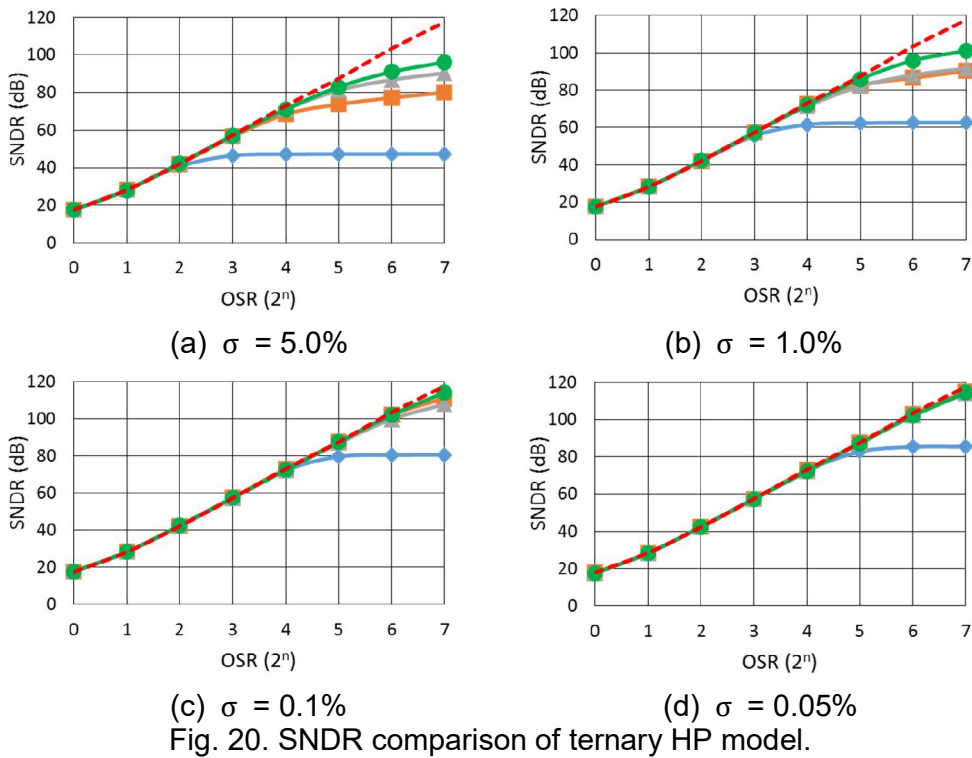 120
100
80
60
40
20
0
SNDR (dB)
0 1 2 3 4 5 6 7
OSR (2ⁿ)
(a) σ = 5.0%
120
100
80
60
40
20
0
SNDR (dB)
0 1 2 3 4 5 6 7
OSR (2ⁿ)
(b) σ = 1.0%
120
100
80
60
40
20
0
SNDR (dB)
0 1 2 3 4 5 6 7
OSR (2ⁿ)
(c) σ = 0.1%
120
100
80
60
40
20
0
SNDR (dB)
0 1 2 3 4 5 6 7
OSR (2ⁿ)
(d) σ = 0.05%
Fig. 20. SNDR comparison of ternary HP model.